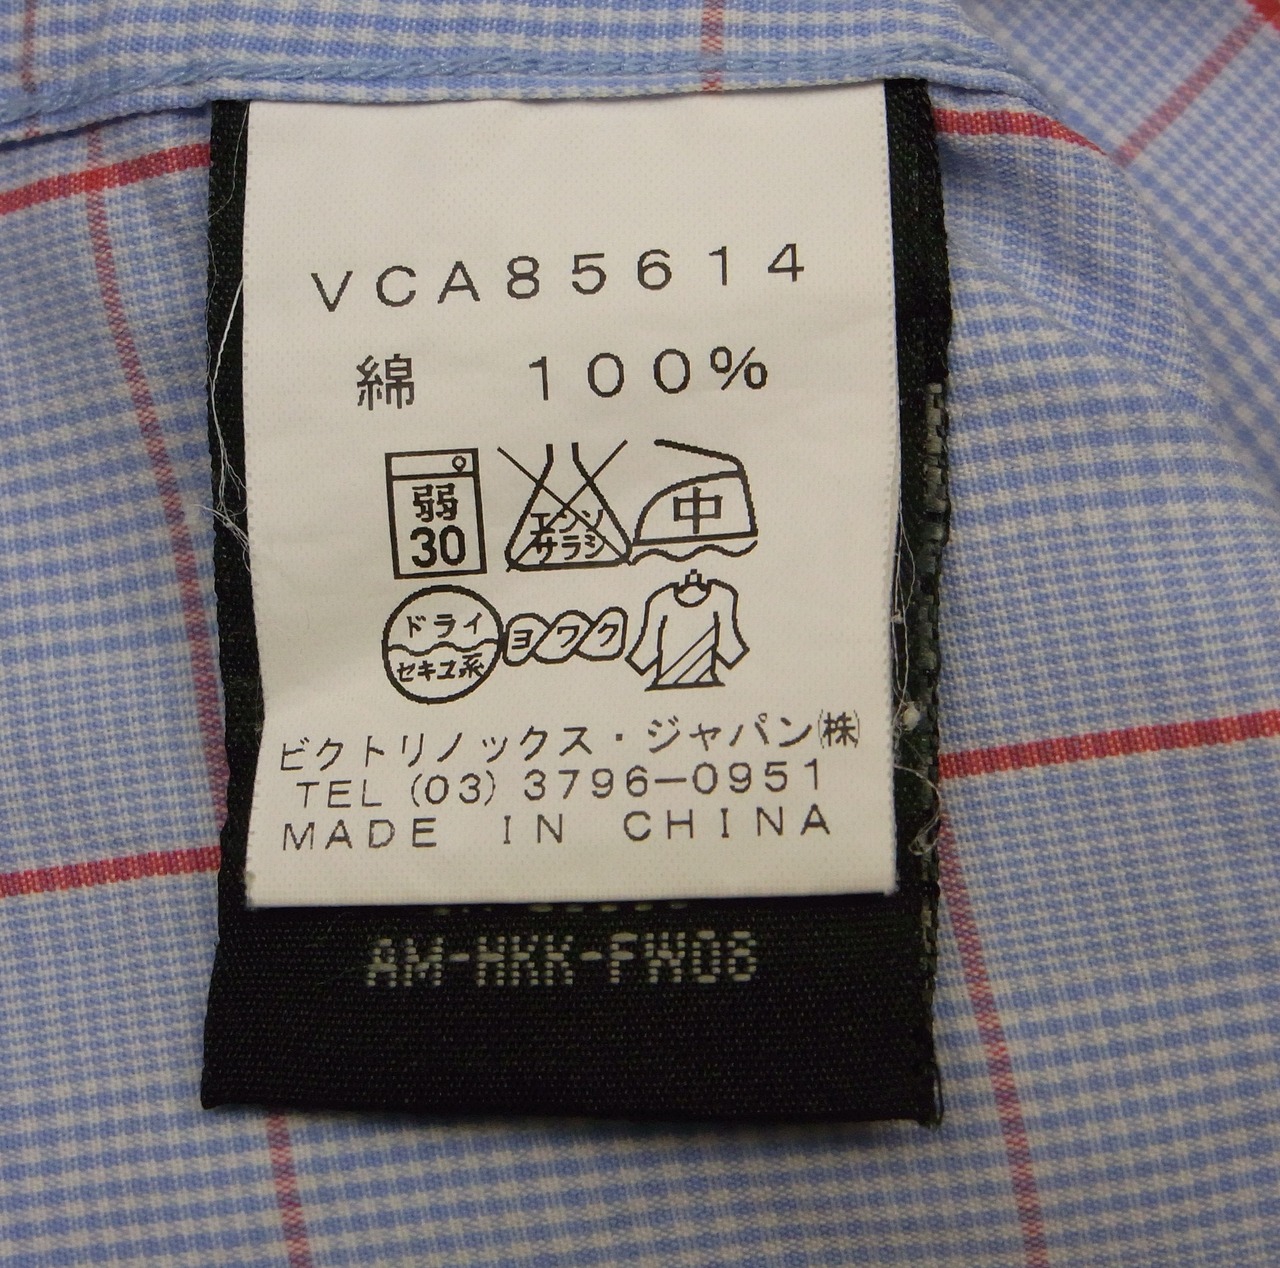 VCA85614
綿 100%
弱
30
エンソ
サラシ
中
ドライ
セキユ系
ヨワク
ビクトリノックス・ジャパン㈱
TEL (03) 3796-0951
MADE IN CHINA
AM-HKK-FW08